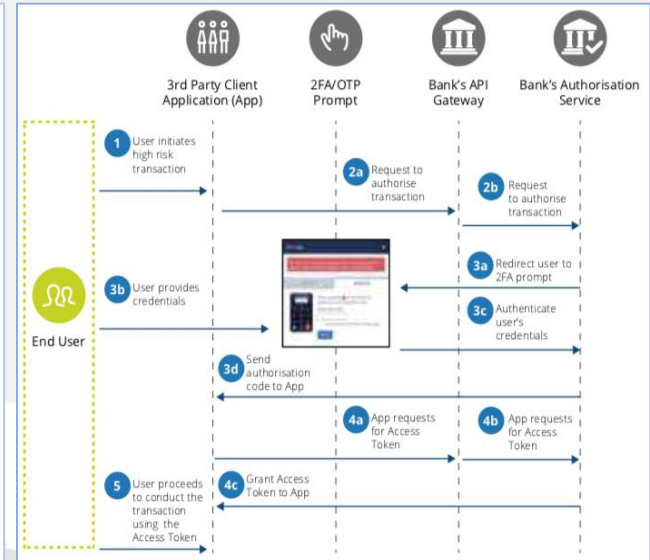 3rd Party Client
Application (App)
2FA/OTP
Prompt
Bank's API
Gateway
Bank's Authorisation
Service
1
User initiates
high risk
transaction
2a
Request to
authorise
transaction
2b
Request
to authorise
transaction
3a
Redirect user to
2FA prompt
3b
User provides
credentials
End User
3c
Authenticate
user's
credentials
3d
Send
authorisation
code to App
4a
App requests
for Access
Token
4b
App requests
for Access
Token
4c
Grant Access
Token to App
5
User proceeds
to conduct the
transaction
using the
Access Token